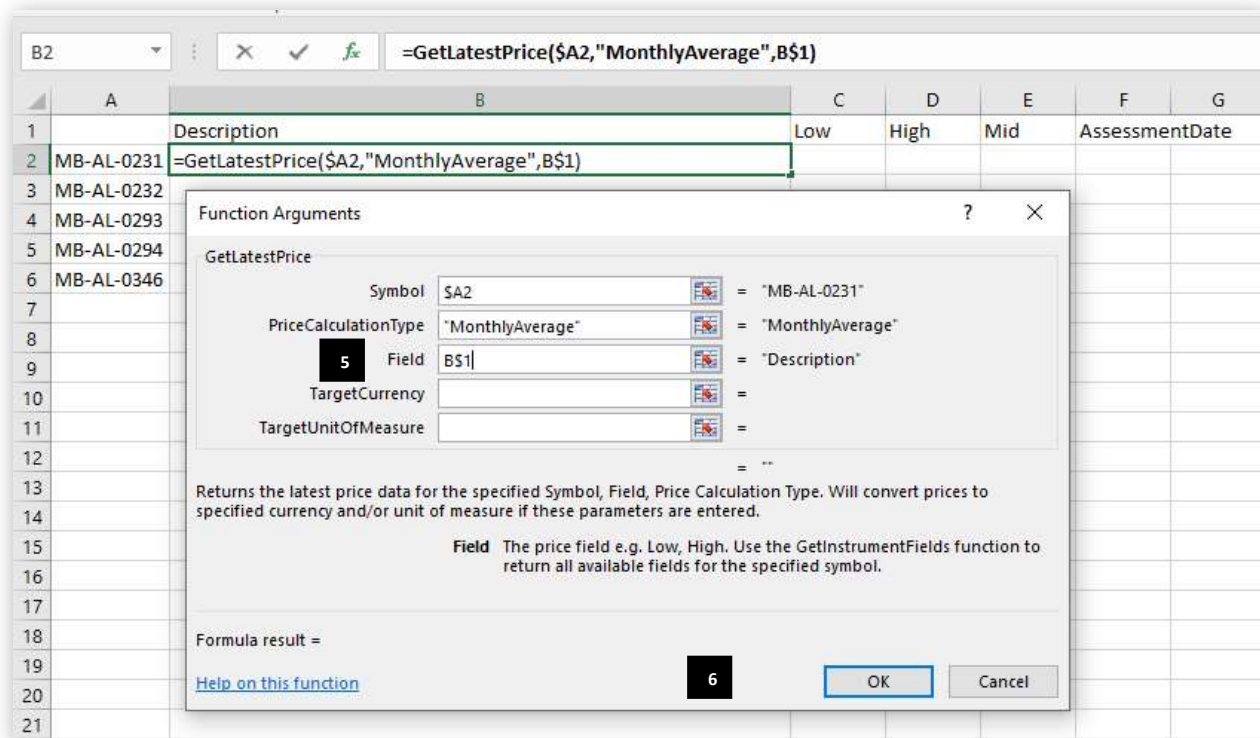 B2 fx =GetLatestPrice($A2,"MonthlyAverage",B$1)
A B C D E F G
1 Description Low High Mid AssessmentDate
2 MB-AL-0231 =GetLatestPrice($A2,"MonthlyAverage",B$1)
3 MB-AL-0232
4 MB-AL-0293
5 MB-AL-0294
6 MB-AL-0346
7
8
9
10
11
12
13
14
15
16
17
18
19
20
21
Function Arguments ? 
GetLatestPrice
Symbol $A2 = "MB-AL-0231"
PriceCalculationType "MonthlyAverage" = "MonthlyAverage"
5 Field B$1 = "Description"
TargetCurrency =
TargetUnitOfMeasure =
= ""
Returns the latest price data for the specified Symbol, Field, Price Calculation Type. Will convert prices to
specified currency and/or unit of measure if these parameters are entered.
Field The price field e.g. Low, High. Use the GetInstrumentFields function to
return all available fields for the specified symbol.
Formula result =
Help on this function 6 OK Cancel